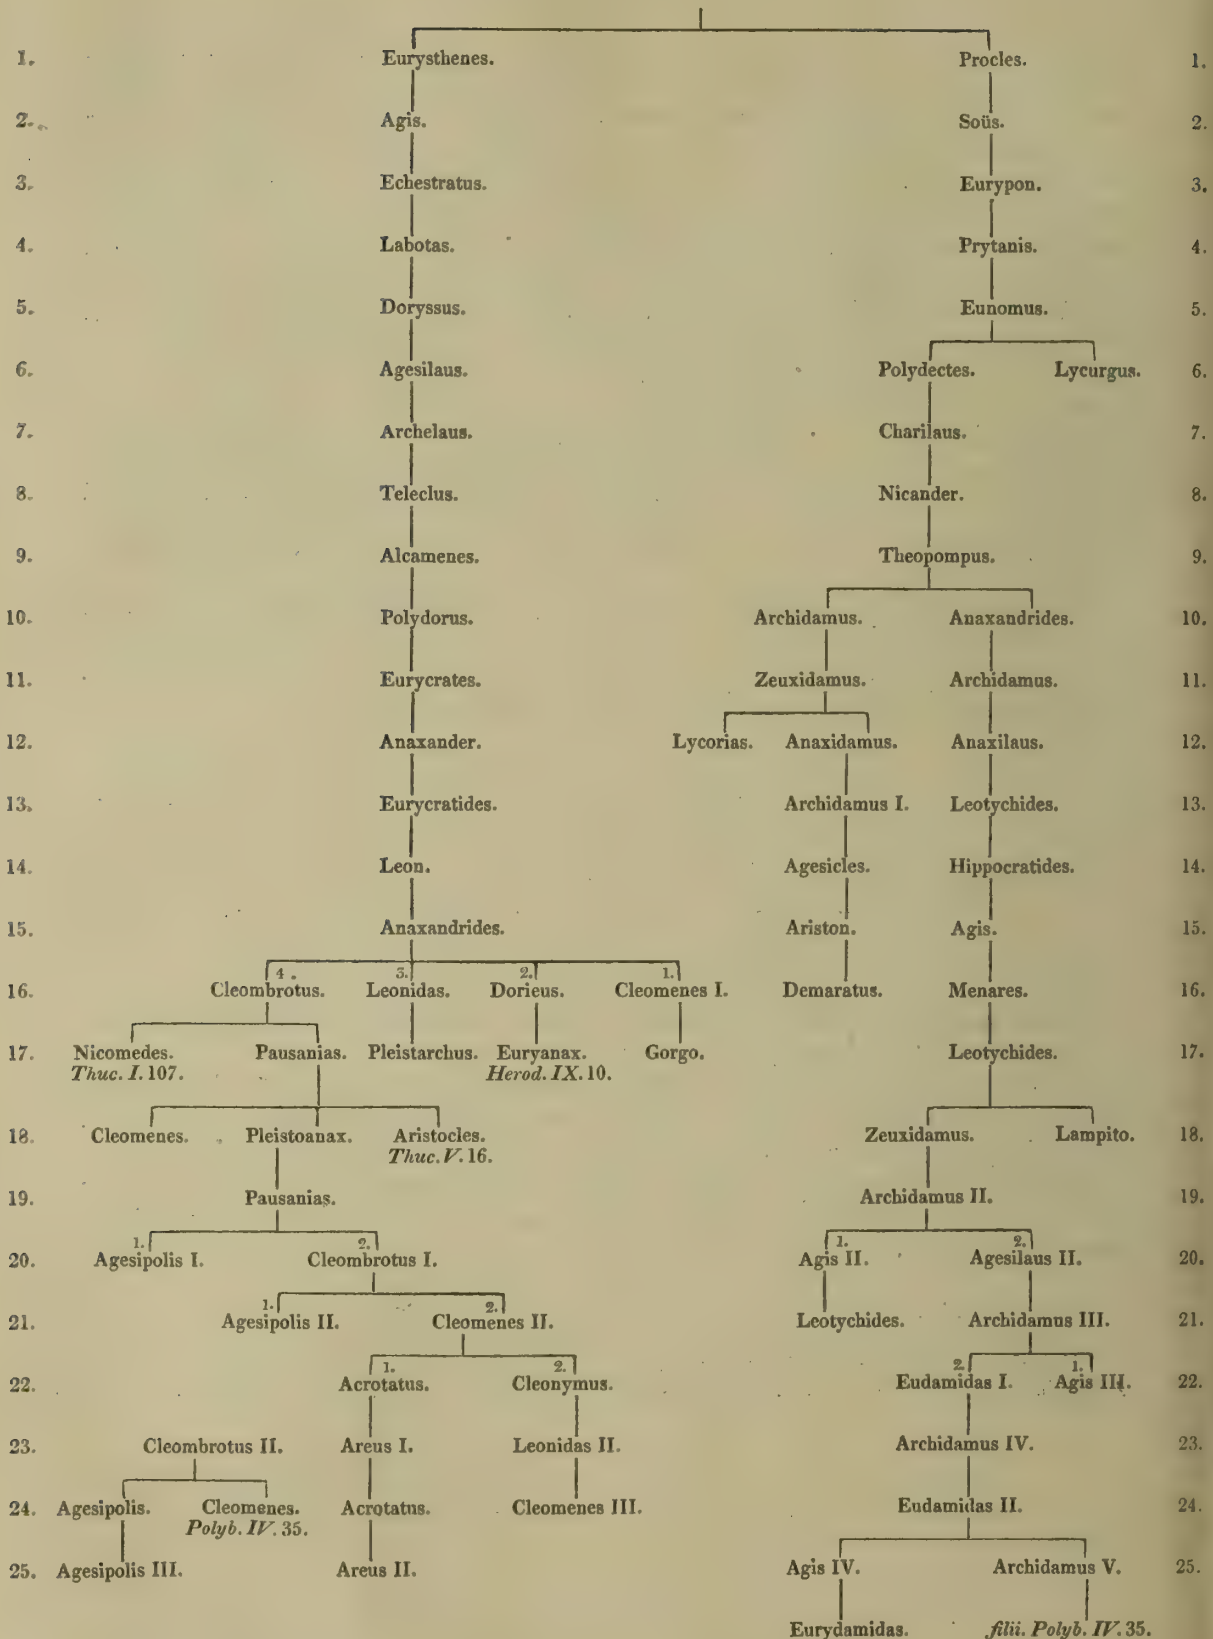 1. Eurysthenes. Procles. 1.
2. Agis. Soüs. 2.
3. Echestratus. Eurypon. 3.
4. Labotas. Prytanis. 4.
5. Doryssus. Eunomus. 5.
6. Agesilaus. Polydectes. Lycurgus. 6.
7. Archelaus. Charilaus. 7.
8. Teleclus. Nicander. 8.
9. Alcamenes. Theopompus. 9.
10. Polydorus. Archidamus. Anaxandrides. 10.
11. Eurycrates. Zeuxidamus. Archidamus. 11.
12. Anaxander. Lycorias. Anaxidamus. Anaxilaus. 12.
13. Eurycratides. Archidamus I. Leotychides. 13.
14. Leon. Agesicles. Hippocratides. 14.
15. Anaxandrides. Ariston. Agis. 15.
4. 3. 2. 1.
16. Cleombrotus. Leonidas. Dorieus. Cleomenes I. Demaratus. Menares. 16.
17. Nicomedes. Pausanias. Pleistarchus. Euryanax. Gorgo. Leotychides. 17.
Thuc. I. 107. Herod. IX. 10.
18. Cleomenes. Pleistoanax. Aristocles. Zeuxidamus. Lampito. 18.
Thuc. V. 16.
19. Pausanias. Archidamus II. 19.
1. 2. 1. 2.
20. Agesipolis I. Cleombrotus I. Agis II. Agesilaus II. 20.
1. 2.
21. Agesipolis II. Cleomenes II. Leotychides. Archidamus III. 21.
1. 2. 2. 1.
22. Acrotatus. Cleonymus. Eudamidas I. Agis III. 22.
23. Cleombrotus II. Areus I. Leonidas II. Archidamus IV. 23.
24. Agesipolis. Cleomenes. Acrotatus. Cleomenes III. Eudamidas II. 24.
Polyb. IV. 35.
25. Agesipolis III. Areus II. Agis IV. Archidamus V. 25.
Eurydamidas. filii. Polyb. IV. 35.